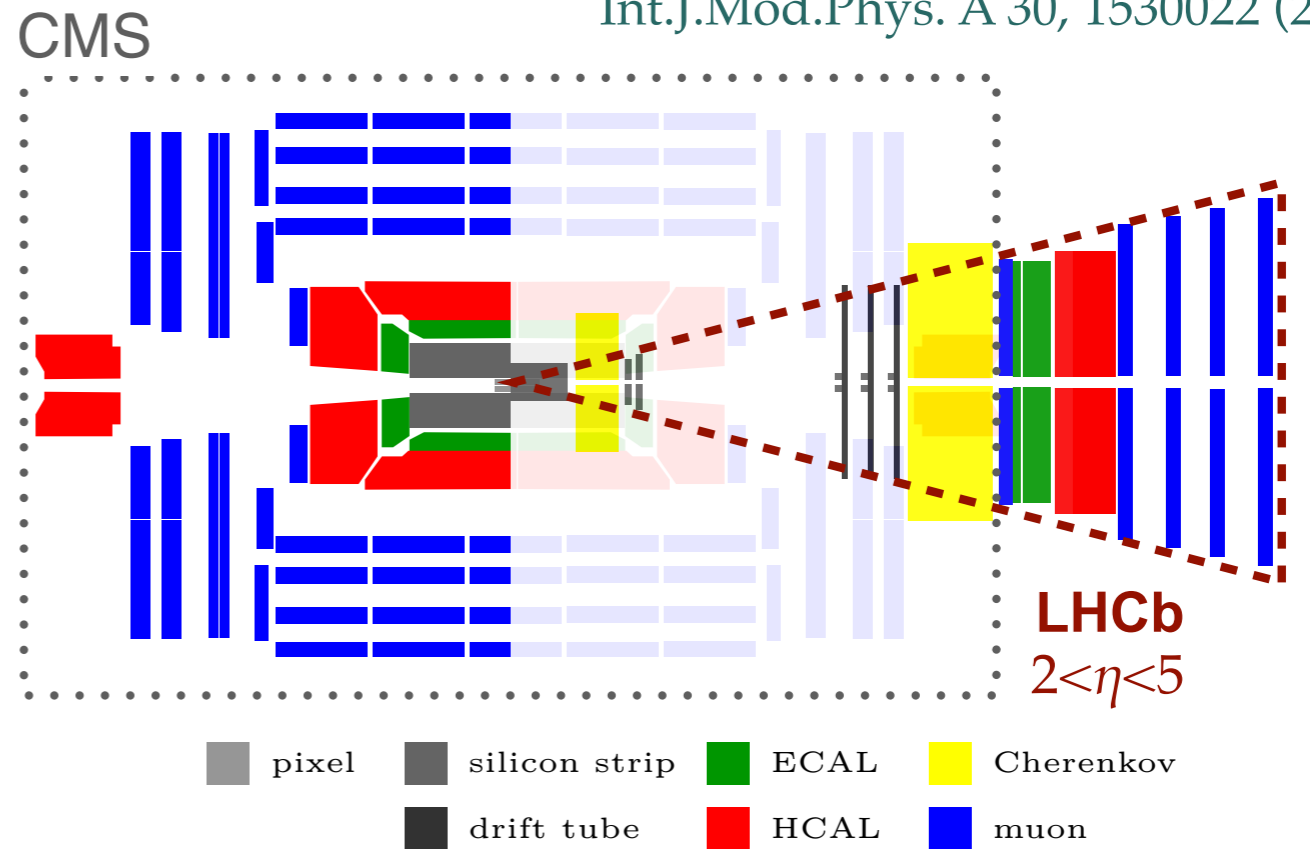 Int.J.Mod.Phys. A 30, 1530022 (2
CMS
LHCb
2<η<5
pixel silicon strip ECAL Cherenkov
drift tube HCAL muon